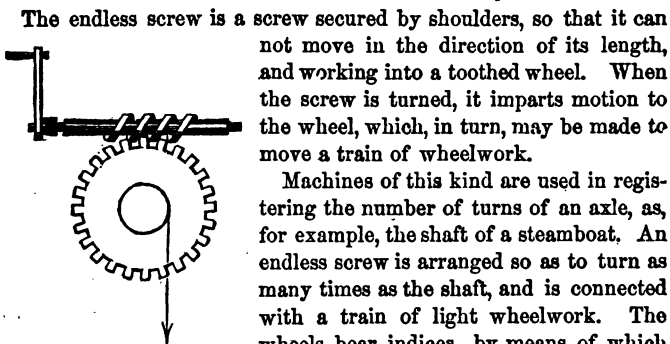 The endless screw is a screw secured by shoulders, so that it can
not move in the direction of its length,
and working into a toothed wheel. When
the screw is turned, it imparts motion to
the wheel, which, in turn, may be made to
move a train of wheelwork.
Machines of this kind are used in regis-
tering the number of turns of an axle, as,
for example, the shaft of a steamboat. An
endless screw is arranged so as to turn as
many times as the shaft, and is connected
with a train of light wheelwork. The
wheels bear indices, by means of which